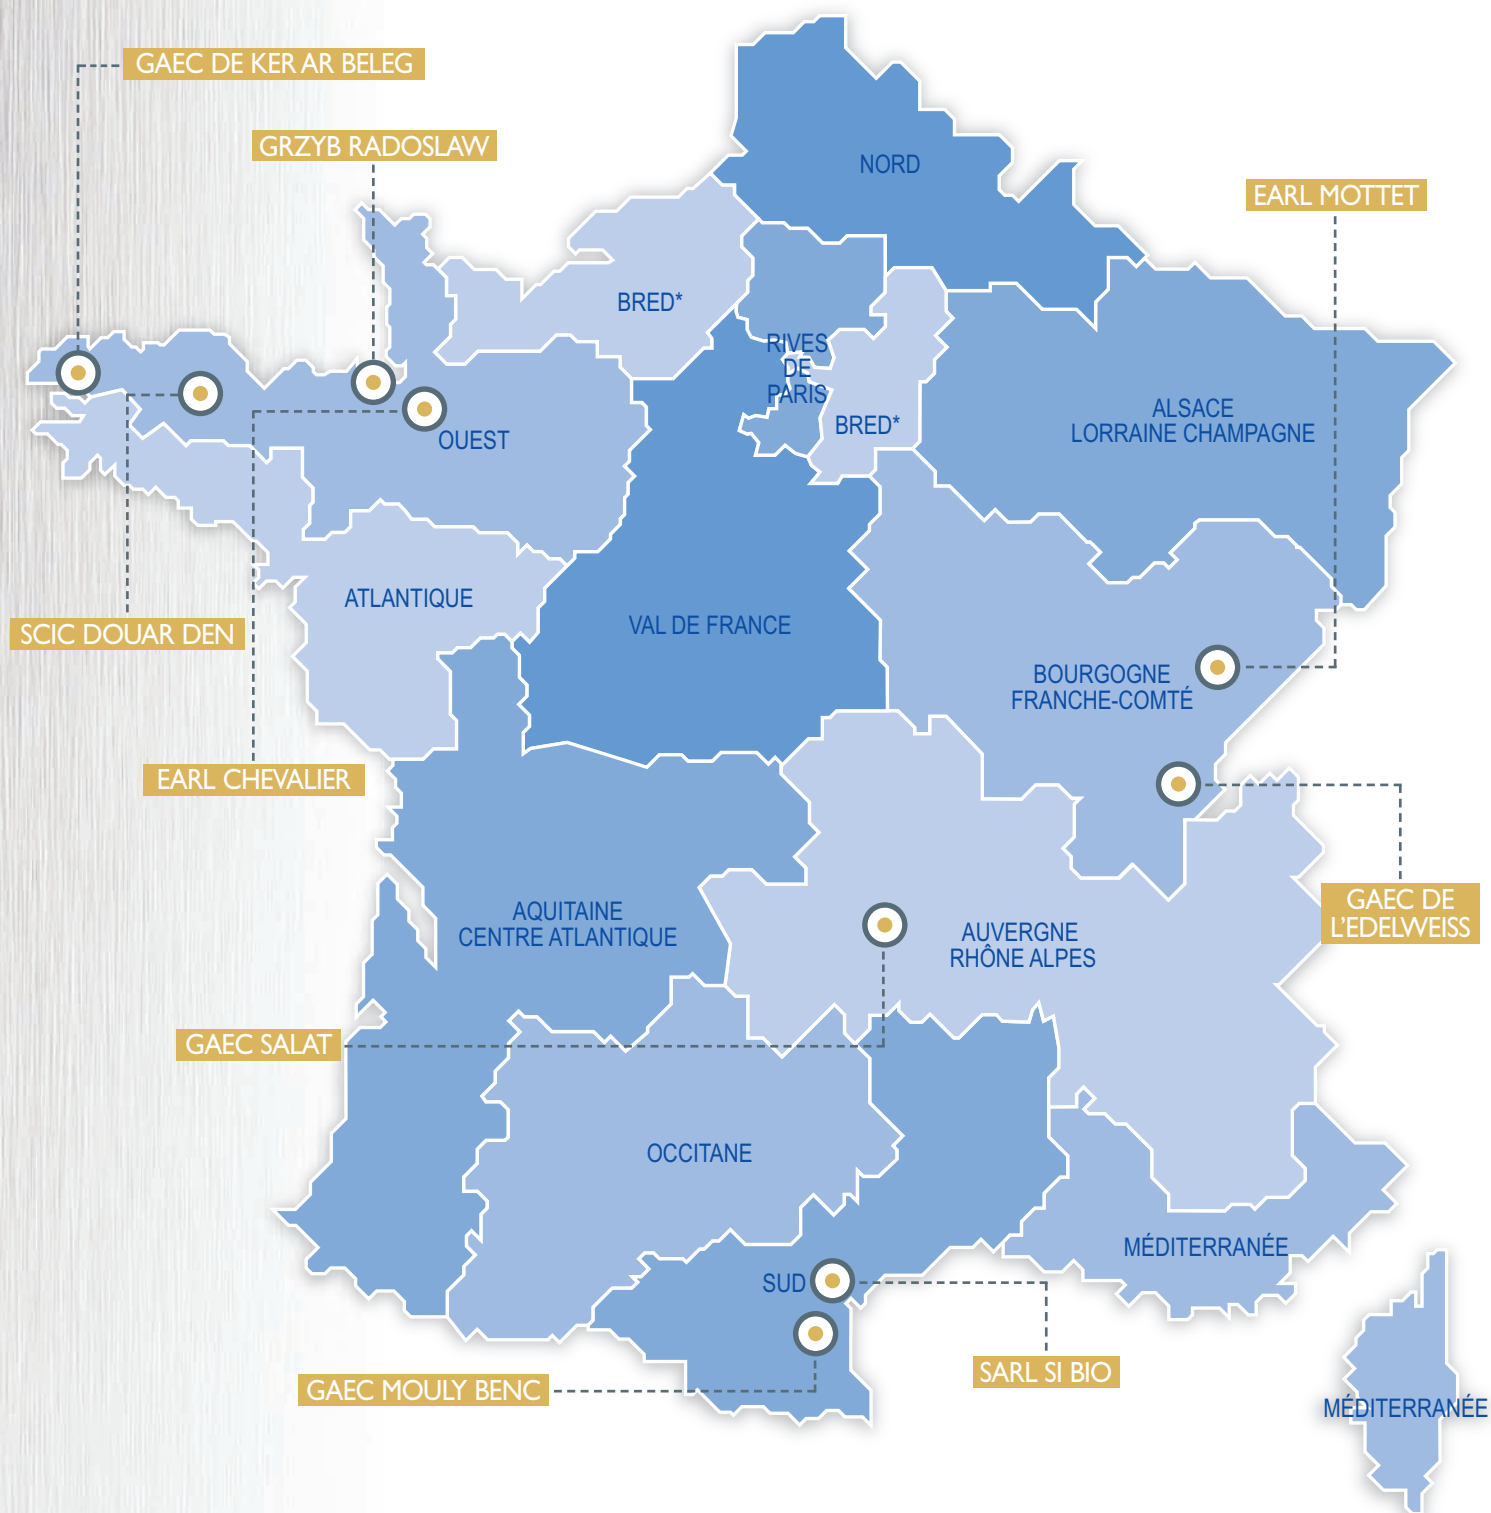 GAEC DE KER AR BELEG
GRZYB RADOSLAW
NORD
EARL MOTTET
BRED*
RIVES
DE
PARIS
BRED*
ALSACE
LORRAINE CHAMPAGNE
OUEST
ATLANTIQUE
VAL DE FRANCE
SCIC DOUAR DEN
BOURGOGNE
FRANCHE-COMTÉ
EARL CHEVALIER
GAEC DE
L'EDELWEISS
AQUITAINE
CENTRE ATLANTIQUE
AUVERGNE
RHÔNE ALPES
GAEC SALAT
OCCITANE
MÉDITERRANÉE
SUD
SARL SI BIO
GAEC MOULY BENC
MÉDITERRANÉE